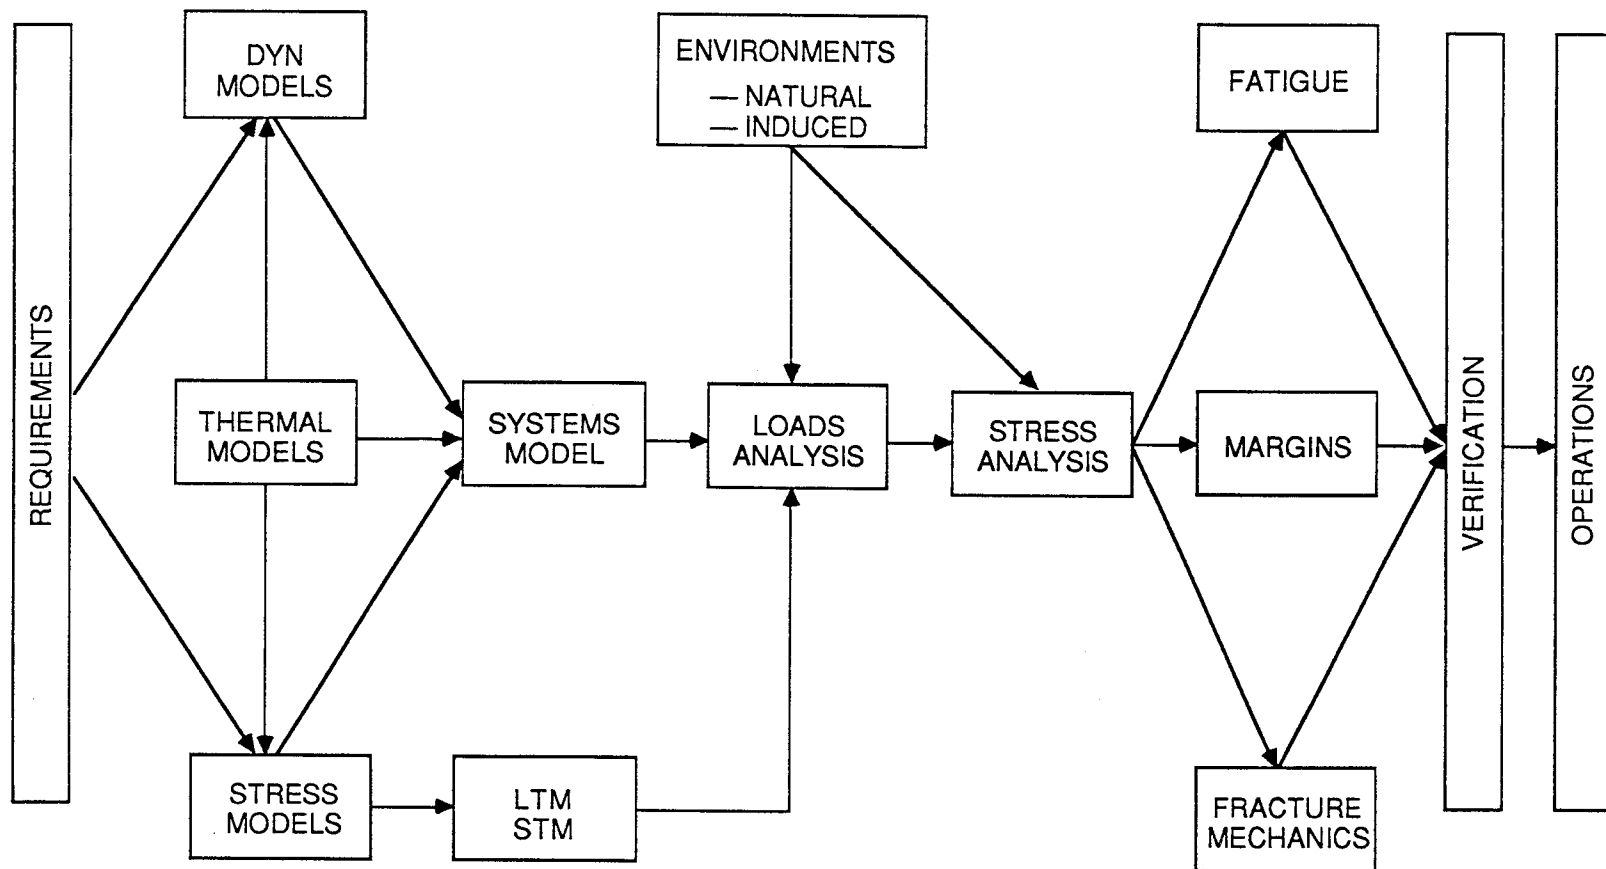 REQUIREMENTS
DYN
MODELS
THERMAL
MODELS
STRESS
MODELS
SYSTEMS
MODEL
LTM
STM
ENVIRONMENTS
— NATURAL
— INDUCED
LOADS
ANALYSIS
STRESS
ANALYSIS
FATIGUE
MARGINS
FRACTURE
MECHANICS
VERIFICATION
OPERATIONS